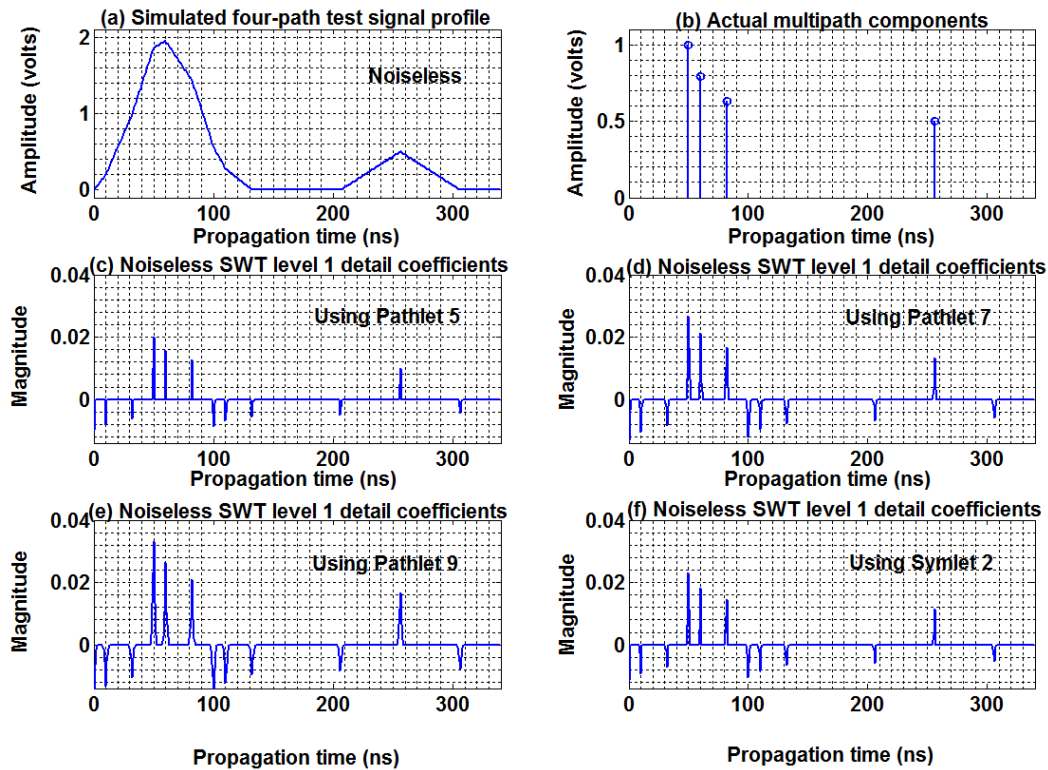 (a) Simulated four-path test signal profile
Amplitude (volts)
2
1
0
Noiseless
0 100 200 300
Propagation time (ns)
(b) Actual multipath components
Amplitude (volts)
1
0.5
0
0 100 200 300
Propagation time (ns)
(c) Noiseless SWT level 1 detail coefficients
Magnitude
0.04
0.02
0
Using Pathlet 5
0 100 200 300
Propagation time (ns)
(d) Noiseless SWT level 1 detail coefficients
Magnitude
0.04
0.02
0
Using Pathlet 7
0 100 200 300
Propagation time (ns)
(e) Noiseless SWT level 1 detail coefficients
Magnitude
0.04
0.02
0
Using Pathlet 9
0 100 200 300
Propagation time (ns)
(f) Noiseless SWT level 1 detail coefficients
Magnitude
0.04
0.02
0
Using Symlet 2
0 100 200 300
Propagation time (ns)